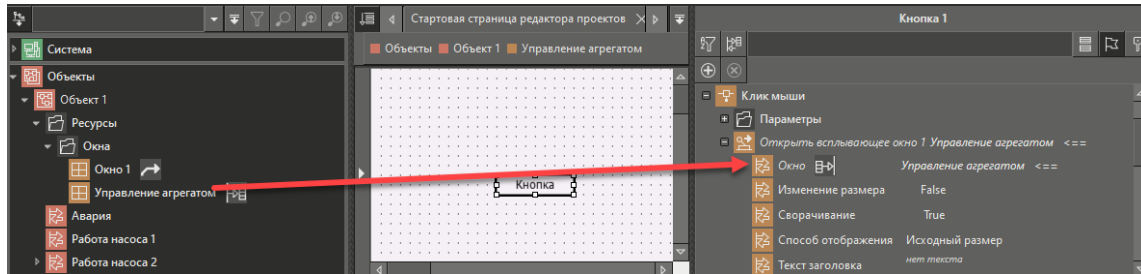 Система
Объекты
Объект 1
Ресурсы
Окна
Окно 1
Управление агрегатом
Авария
Работа насоса 1
Работа насоса 2
Стартовая страница редактора проектов
Объекты Объект 1 Управление агрегатом
Кнопка
Кнопка 1
Клик мыши
Параметры
Открыть всплывающее окно 1 Управление агрегатом <==
Окно Управление агрегатом <==
Изменение размера False
Сворачивание True
Способ отображения Исходный размер
Текст заголовка нет текста